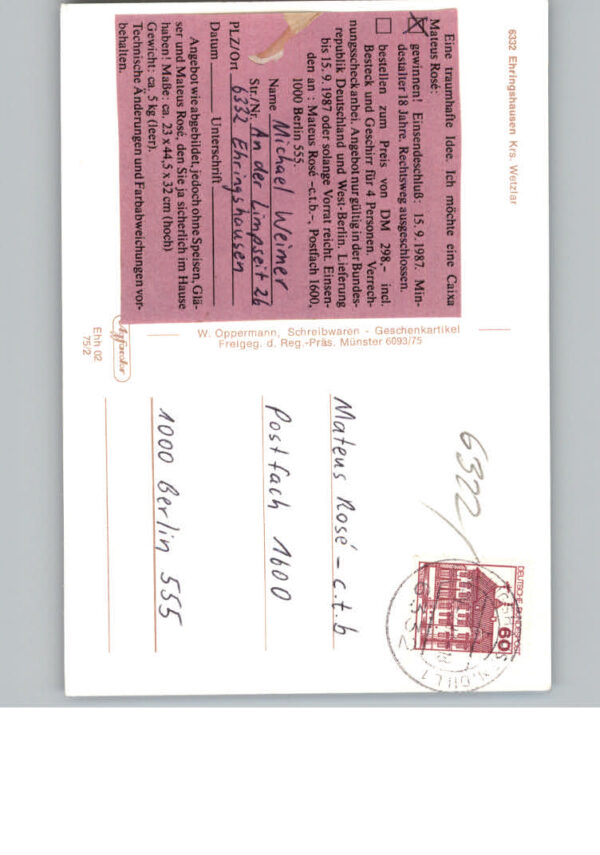 6332 Ehringshausen Krs. Wetzlar
Eine traumhafte Idee. Ich möchte eine Caixa
Mateus Rosé:
gewinnen! Einsendeschluß: 15. 9. 1987. Min-
destalter 18 Jahre. Rechtsweg ausgeschlossen.
bestellen zum Preis von DM 298,- incl.
Besteck und Geschirr für 4 Personen. Verrech-
nungsscheck anbei. Angebot nur gültig in der Bundes-
republik Deutschland und West-Berlin. Lieferung
bis 15. 9. 1987 oder solange Vorrat reicht. Einsen-
den an: Mateus Rosé -c.t.b.-, Postfach 1600,
1000 Berlin 555.
Name Michael Weimer
Str./Nr. An der Limpseit 26
PLZ/Ort 6332 Ehringshausen
Datum Unterschrift
Angebot wie abgebildet, jedoch ohne Speisen, Glä-
ser und Mateus Rosé, den Sie ja sicherlich im Hause
haben! Maße: ca. 23 x 44,5 x 32 cm (hoch)
Gewicht: ca. 5 kg (leer).
Technische Änderungen und Farbabweichungen vor-
behalten.
W. Oppermann, Schreibwaren - Geschenkartikel
Freigeg. d. Reg.-Präs. Münster 6093/75
Agfacolor
Ehh 02
75/2
6322/
DEUTSCHE BUNDESPOST
60
6332
Mateus Rosé - c.t.b
Postfach 1600
1000 Berlin 555